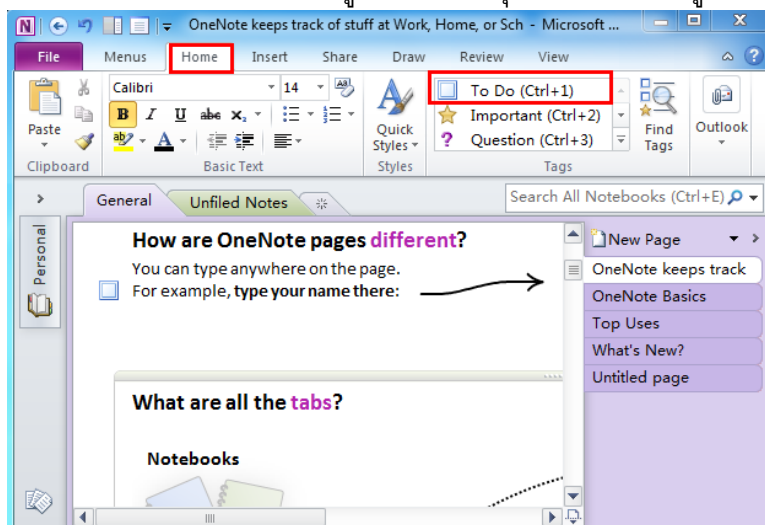 OneNote keeps track of stuff at Work, Home, or Sch - Microsoft ...
File Menus Home Insert Share Draw Review View
Calibri 14
To Do (Ctrl+1)
B I U abc x₂
Important (Ctrl+2)
Paste
Quick Styles
Question (Ctrl+3)
Find Tags
Outlook
Clipboard Basic Text Styles Tags
General Unfiled Notes
Search All Notebooks (Ctrl+E)
Personal
How are OneNote pages different?
New Page
You can type anywhere on the page.
OneNote keeps track
For example, type your name there:
OneNote Basics
Top Uses
What's New?
Untitled page
What are all the tabs?
Notebooks